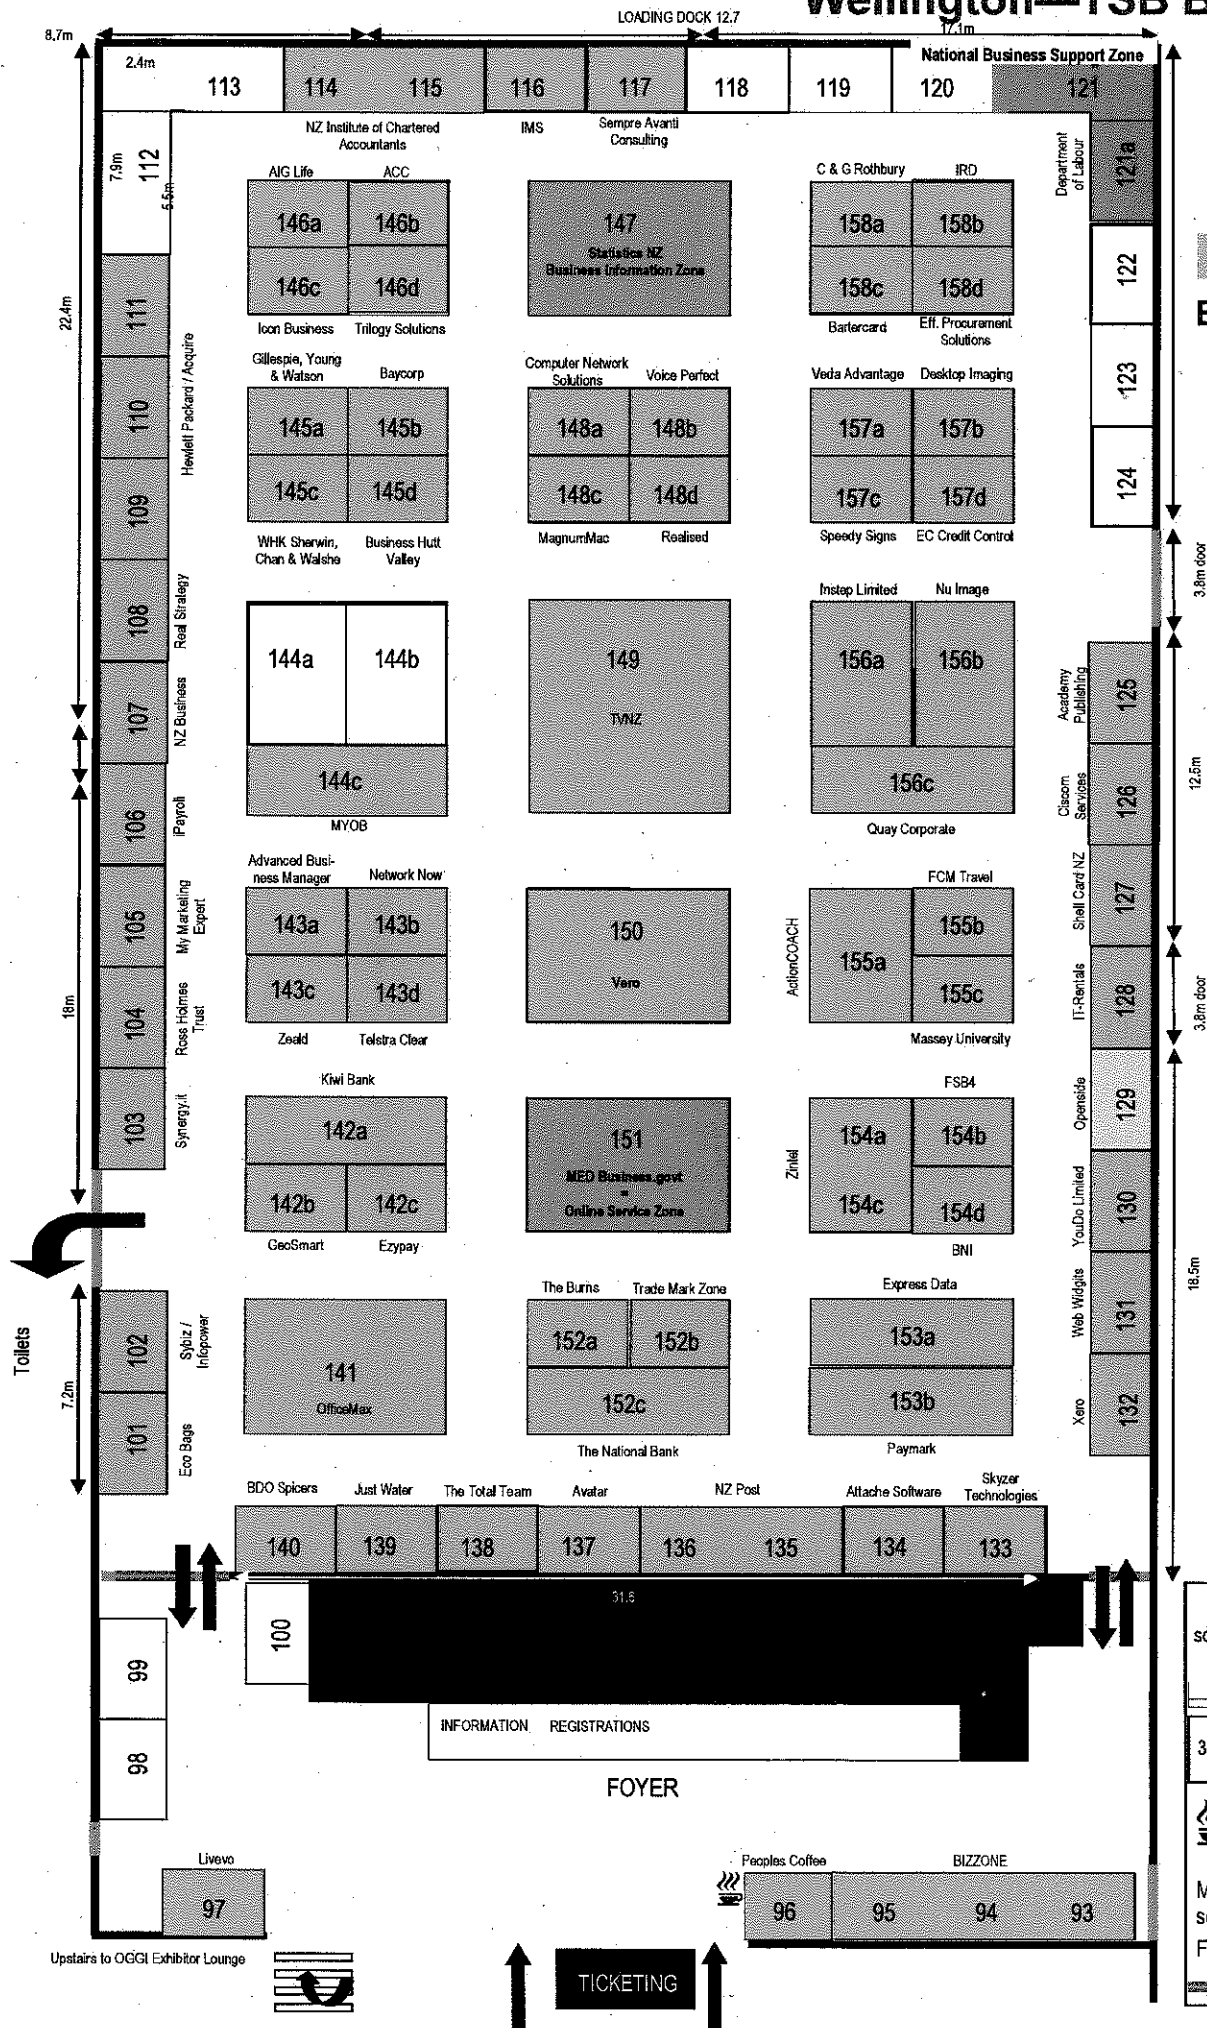 Wellington—TSB B
LOADING DOCK 12.7
8.7m
17.1m
National Business Support Zone
2.4m
113
114
115
116
117
118
119
120
121
NZ Institute of Chartered
Accountants
IMS
Sempre Avanti
Consulting
7.9m
112
5.5m
Department
of Labour
121a
AIG Life
ACC
C & G Rothbury
IRD
146a
146b
147
Statistics NZ
Business Information Zone
158a
158b
146c
146d
158c
158d
122
Icon Business
Trilogy Solutions
Bartercard
Eff. Procurement
Solutions
22.4m
111
110
109
Hewlett Packard / Acquire
Gillespie, Young
& Watson
Baycorp
Computer Network
Solutions
Voice Perfect
Veda Advantage
Desktop Imaging
123
145a
145b
148a
148b
157a
157b
145c
145d
148c
148d
157c
157d
124
WHK Sherwin,
Chan & Walshe
Business Hutt
Valley
MagnumMac
Realised
Speedy Signs
EC Credit Control
3.8m door
108
Real Strategy
Instep Limited
Nu Image
144a
144b
149
TVNZ
156a
156b
107
NZ Business
Academy
Publishing
125
144c
156c
MYOB
Quay Corporate
106
iPayroll
Ciscom
Services
126
12.5m
Advanced Busi-
ness Manager
Network Now
FCM Travel
105
My Marketing
Expert
143a
143b
150
Vero
ActionCOACH
155a
155b
Shell Card NZ
127
143c
143d
155c
18m
104
Ross Holmes
Trust
Zeald
Telstra Clear
Massey University
IT-Rentals
128
3.8m door
Kiwi Bank
FSB4
103
Synergy.it
142a
151
MED Business.govt
=
Online Service Zone
Zintel
154a
154b
Openside
129
142b
142c
154c
154d
GeoSmart
Ezypay
BNI
YouDo Limited
130
18.5m
Toilets
7.2m
102
Sybiz /
Infopower
The Burns
Trade Mark Zone
Express Data
Web Widgits
131
141
OfficeMax
152a
152b
153a
152c
153b
101
Eco Bags
The National Bank
Paymark
Xero
132
BDO Spicers
Just Water
The Total Team
Avatar
NZ Post
Attache Software
Skyzer
Technologies
140
139
138
137
136
135
134
133
31.6
100
99
98
INFORMATION REGISTRATIONS
FOYER
Livevo
97
Peoples Coffee
BIZZONE
96
95
94
93
Upstairs to OGGI Exhibitor Lounge
TICKETING